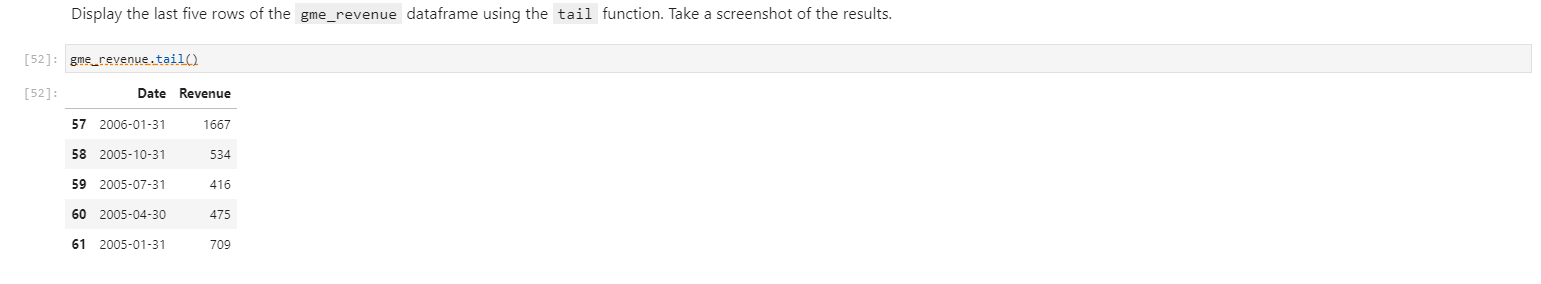 Display the last five rows of the gme_revenue dataframe using the tail function. Take a screenshot of the results.
[52]: gme_revenue.tail()
[52]: Date Revenue
57 2006-01-31 1667
58 2005-10-31 534
59 2005-07-31 416
60 2005-04-30 475
61 2005-01-31 709